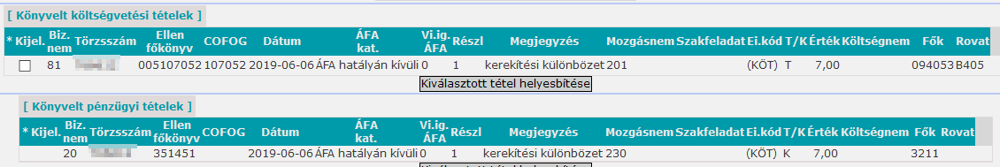 [ Könyvelt költségvetési tételek ]
* Kijel. Biz. nem Törzsszám Ellen főkönyv COFOG Dátum ÁFA kat. Vi.ig. ÁFA Részl Megjegyzés Mozgásnem Szakfeladat Ei.kód T/K Érték Költségnem Fők Rovat
81 005107052 107052 2019-06-06 ÁFA hatályán kívüli 0 1 kerekítési különbözet 201 (KÖT) T 7,00 094053 B405
Kiválasztott tétel helyesbítése
[ Könyvelt pénzügyi tételek ]
* Kijel. Biz. nem Törzsszám Ellen főkönyv COFOG Dátum ÁFA kat. Vi.ig. ÁFA Részl Megjegyzés Mozgásnem Szakfeladat Ei.kód T/K Érték Költségnem Fők Rovat
20 351451 2019-06-06 ÁFA hatályán kívüli 0 1 kerekítési különbözet 230 (KÖT) K 7,00 3211